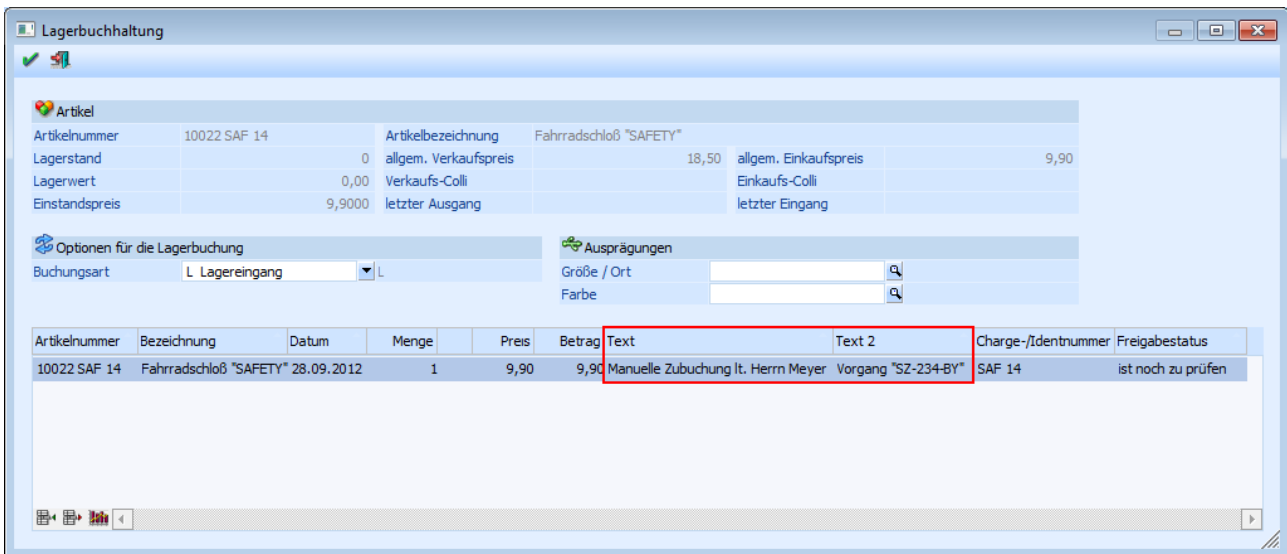 Lagerbuchhaltung
Artikel
Artikelnummer 10022 SAF 14 Artikelbezeichnung Fahrradschloß "SAFETY"
Lagerstand 0 allgem. Verkaufspreis 18,50 allgem. Einkaufspreis 9,90
Lagerwert 0,00 Verkaufs-Colli Einkaufs-Colli
Einstandspreis 9,9000 letzter Ausgang letzter Eingang
Optionen für die Lagerbuchung Ausprägungen
Buchungsart L Lagereingang L Größe / Ort
Farbe
Artikelnummer Bezeichnung Datum Menge Preis Betrag Text Text 2 Charge-/Identnummer Freigabestatus
10022 SAF 14 Fahrradschloß "SAFETY" 28.09.2012 1 9,90 9,90 Manuelle Zubuchung lt. Herrn Meyer Vorgang "SZ-234-BY" SAF 14 ist noch zu prüfen